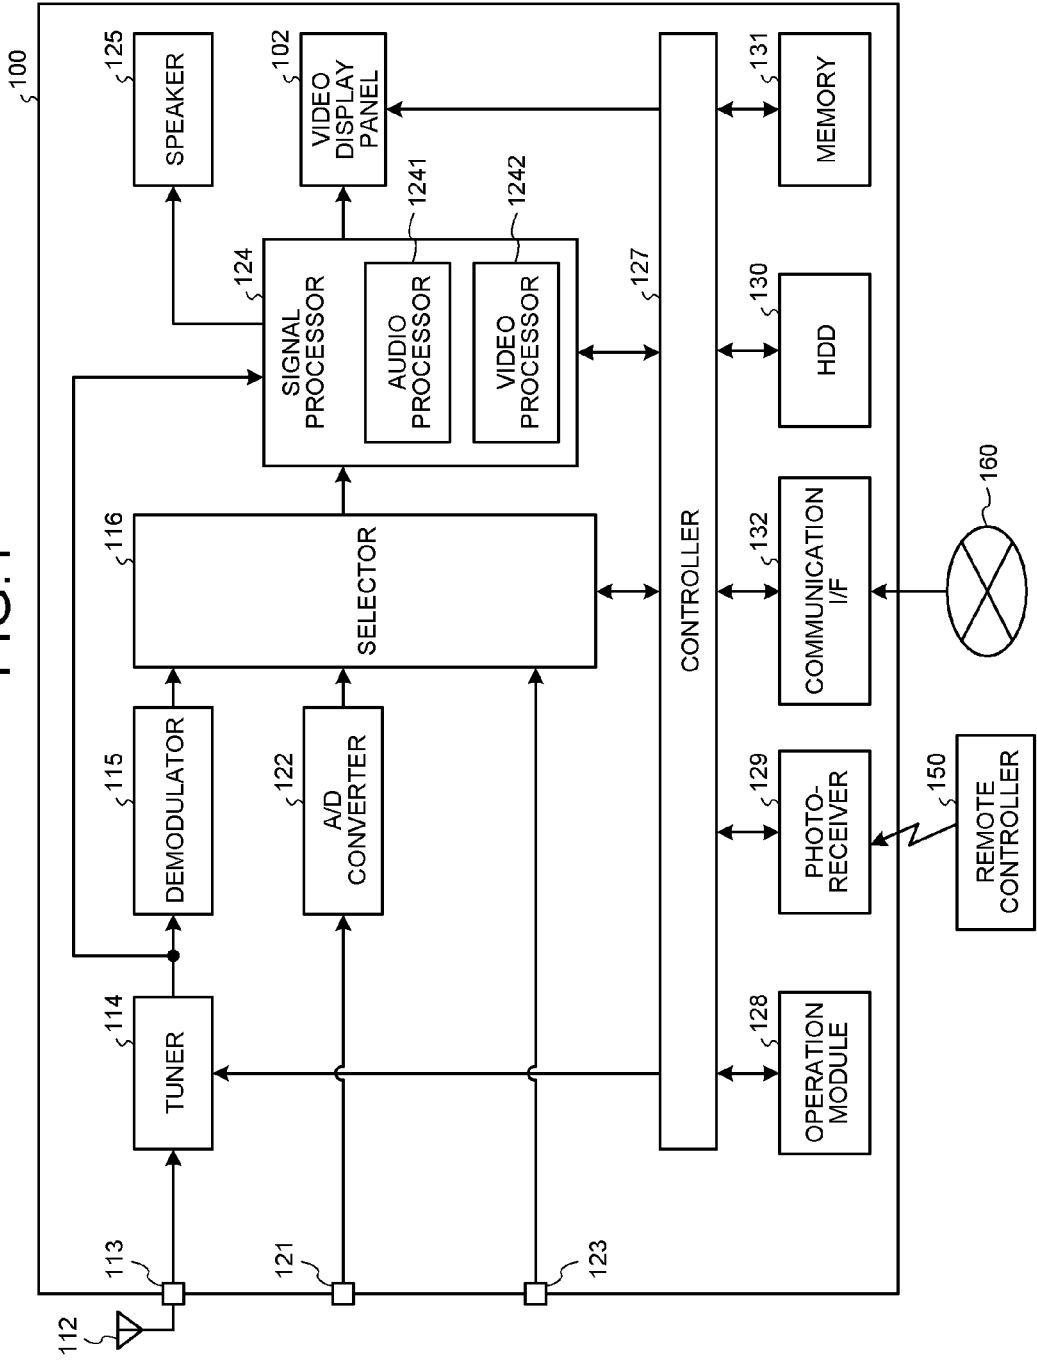 100
112
113
114
TUNER
115
DEMODULATOR
116
SELECTOR
124
SIGNAL
PROCESSOR
125
SPEAKER
121
122
A/D
CONVERTER
AUDIO
PROCESSOR
1241
102
VIDEO
DISPLAY
PANEL
123
VIDEO
PROCESSOR
1242
127
CONTROLLER
128
OPERATION
MODULE
129
PHOTO-
RECEIVER
132
COMMUNICATION
I/F
130
HDD
131
MEMORY
150
REMOTE
CONTROLLER
160